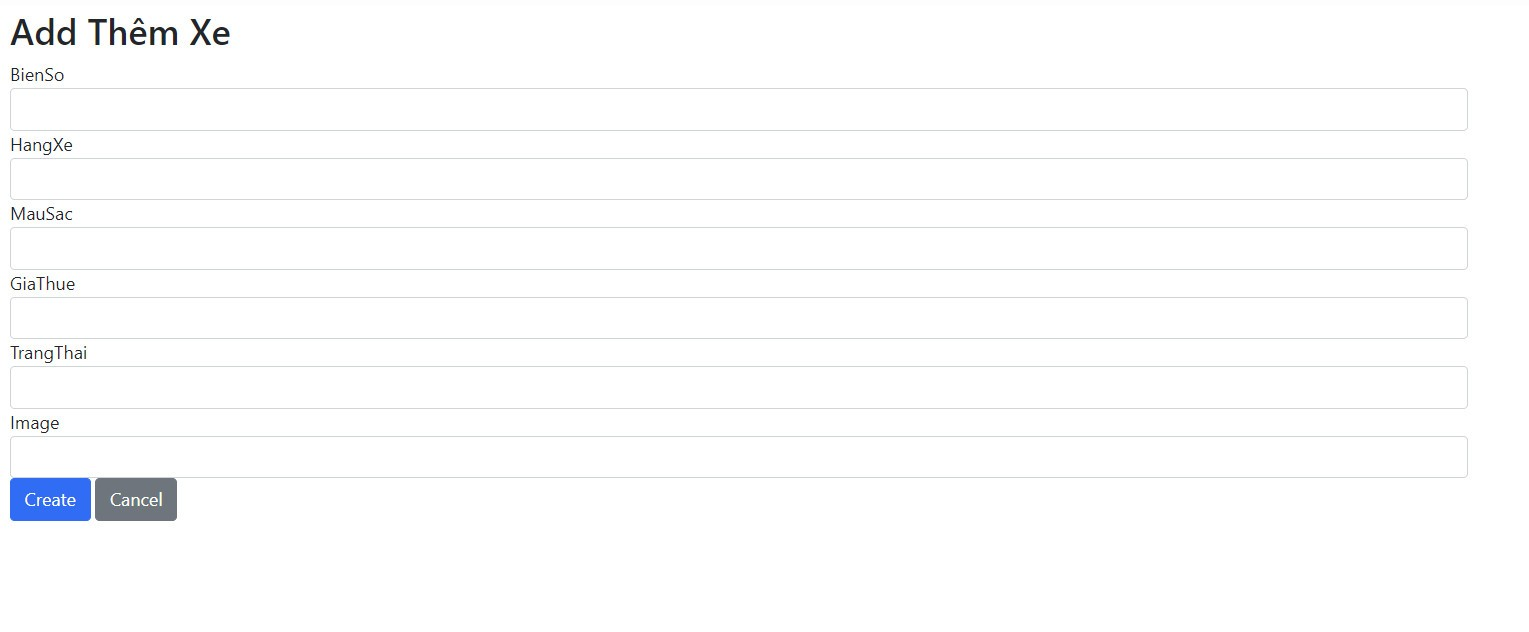 Add Thêm Xe
BienSo
HangXe
MauSac
GiaThue
TrangThai
Image
Create Cancel